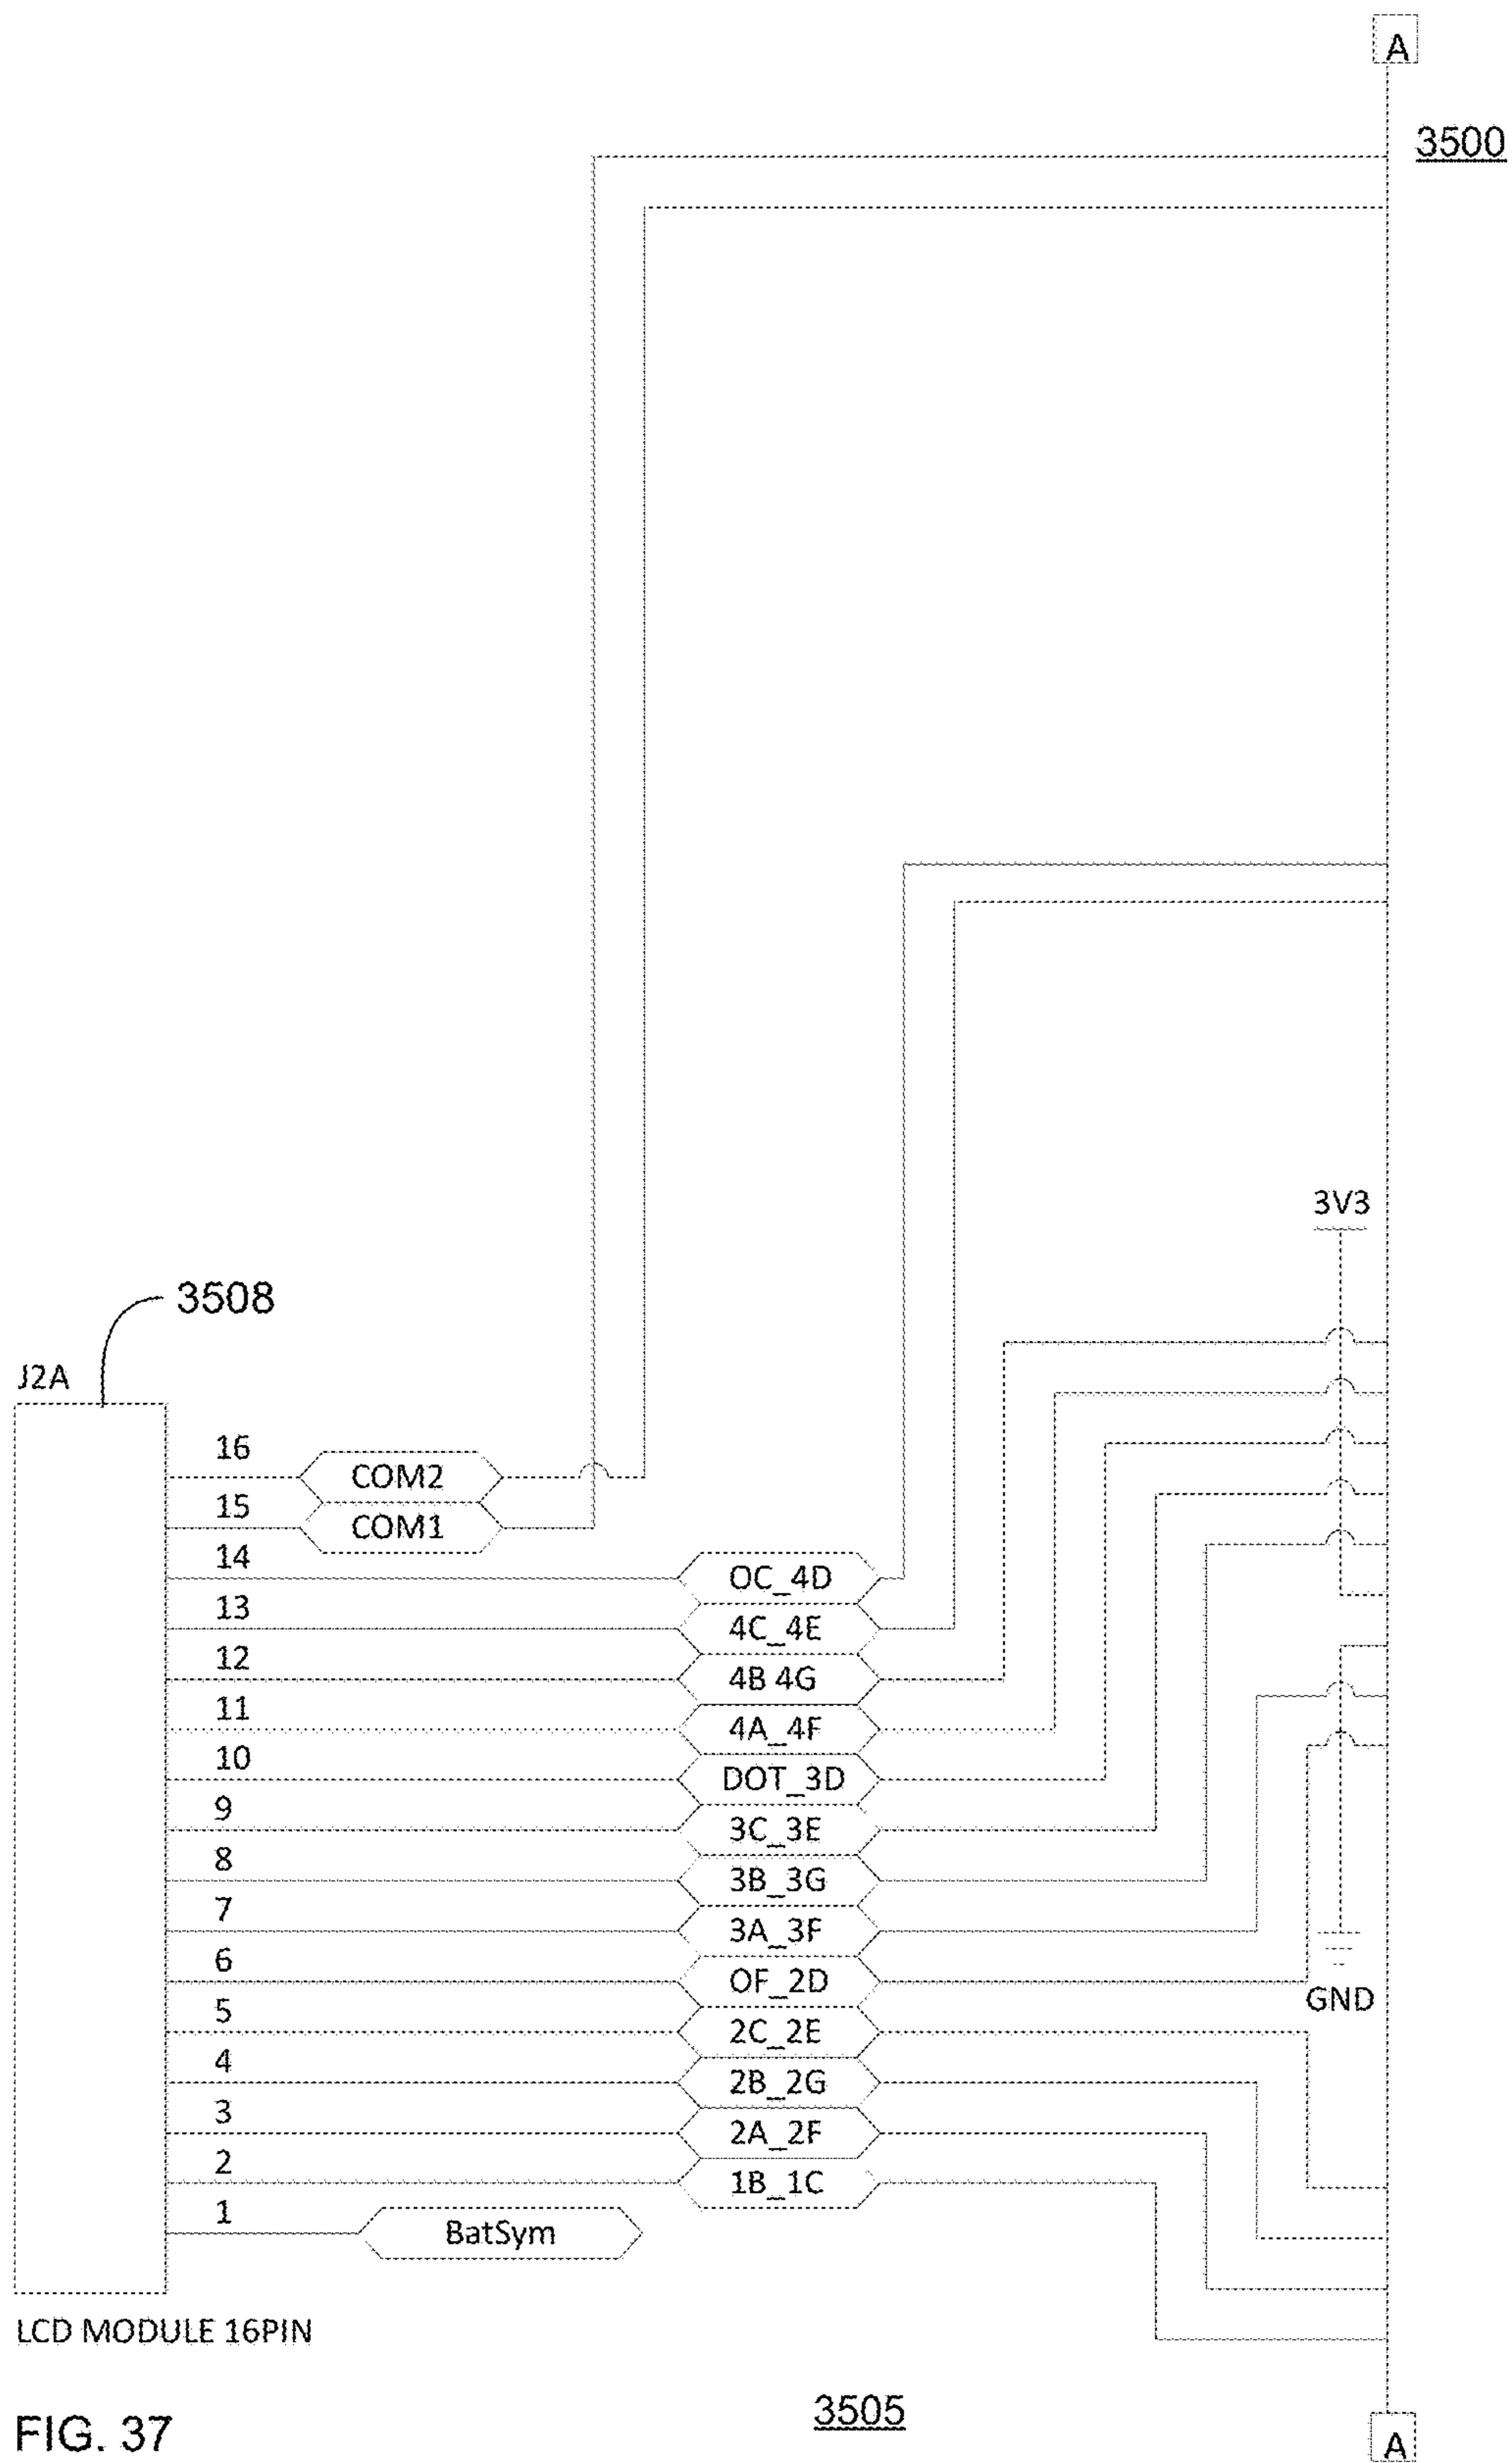 A
3500
3V3
3508
J2A
16
COM2
15
COM1
14
OC_4D
13
4C_4E
12
4B 4G
11
4A_4F
10
DOT_3D
9
3C_3E
8
3B_3G
7
3A_3F
6
OF_2D
GND
5
2C_2E
4
2B_2G
3
2A_2F
2
1B_1C
1
BatSym
LCD MODULE 16PIN
3505
FIG. 37
A